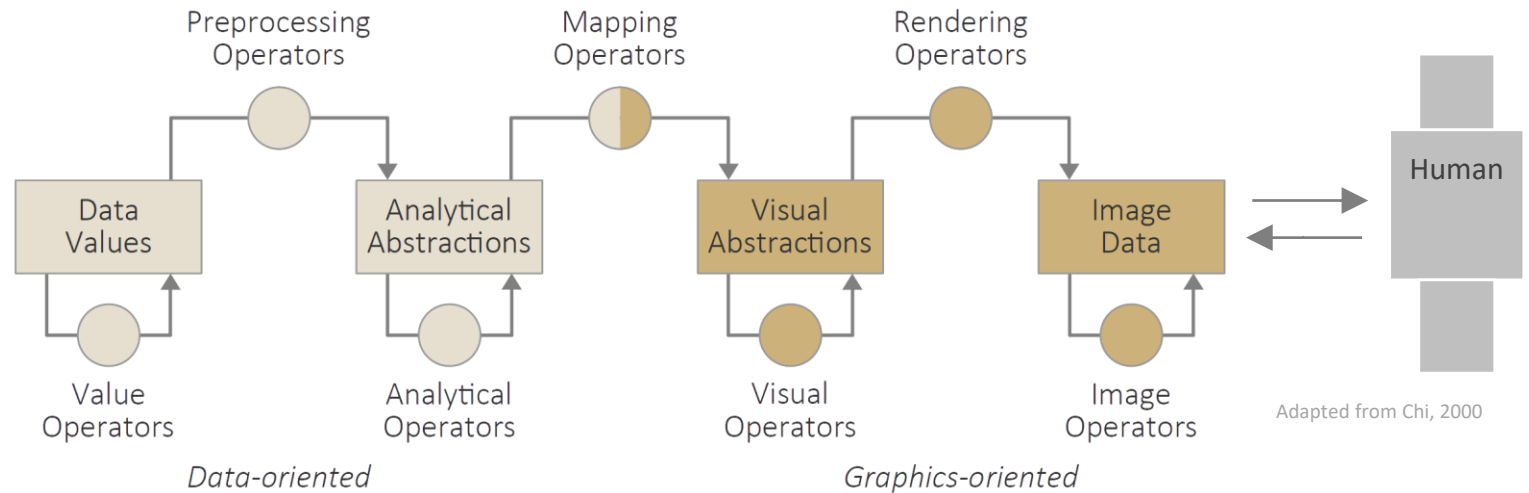 Preprocessing
Operators
Mapping
Operators
Rendering
Operators
Data
Values
Analytical
Abstractions
Visual
Abstractions
Image
Data
Human
Value
Operators
Analytical
Operators
Visual
Operators
Image
Operators
Adapted from Chi, 2000
Data-oriented
Graphics-oriented